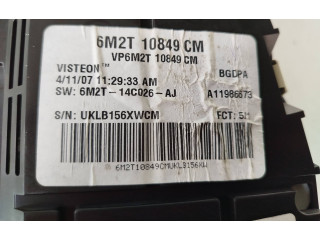 6M2T 10849 CM
VP6M2T 10849 CM
VISTEON™ BGDPA
4/11/07 11:29:33 AM
SW: 6M2T-14C026-AJ A11986673
S/N: UKLB156XWCM FCT:
6M2T10849CMUKLB156XW